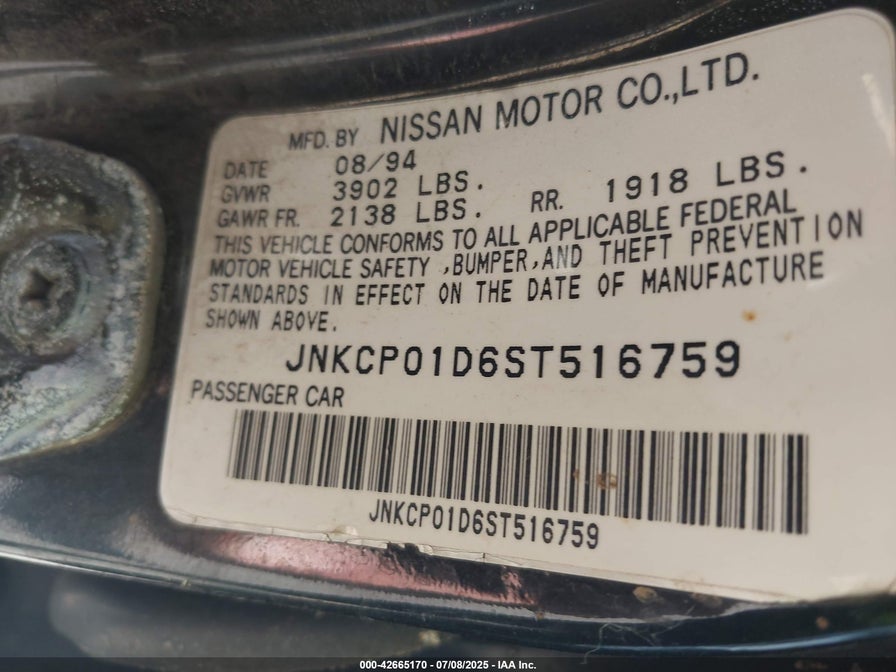 MFD. BY NISSAN MOTOR CO.,LTD.
DATE 08/94
GVWR 3902 LBS.
GAWR FR. 2138 LBS. RR. 1918 LBS.
THIS VEHICLE CONFORMS TO ALL APPLICABLE FEDERAL
MOTOR VEHICLE SAFETY ,BUMPER,AND THEFT PREVENTION
STANDARDS IN EFFECT ON THE DATE OF MANUFACTURE
SHOWN ABOVE.
JNKCP01D6ST516759
PASSENGER CAR
JNKCP01D6ST516759
000-42665170 - 07/08/2025 - IAA Inc.